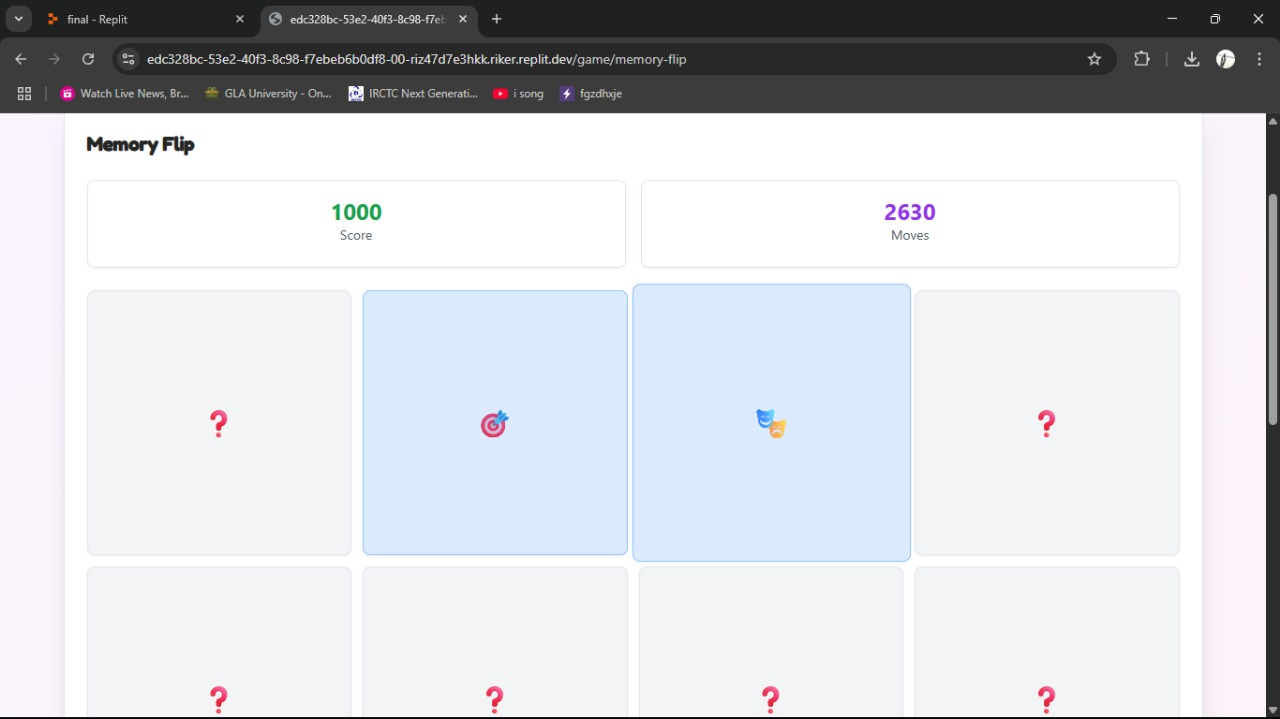 final - Replit
edc328bc-53e2-40f3-8c98-f7eb
edc328bc-53e2-40f3-8c98-f7ebeb6b0df8-00-riz47d7e3hkk.riker.replit.dev/game/memory-flip
Watch Live News, Br... GLA University - On... IRCTC Next Generati... i song fgzdhxje
Memory Flip
1000
Score
2630
Moves